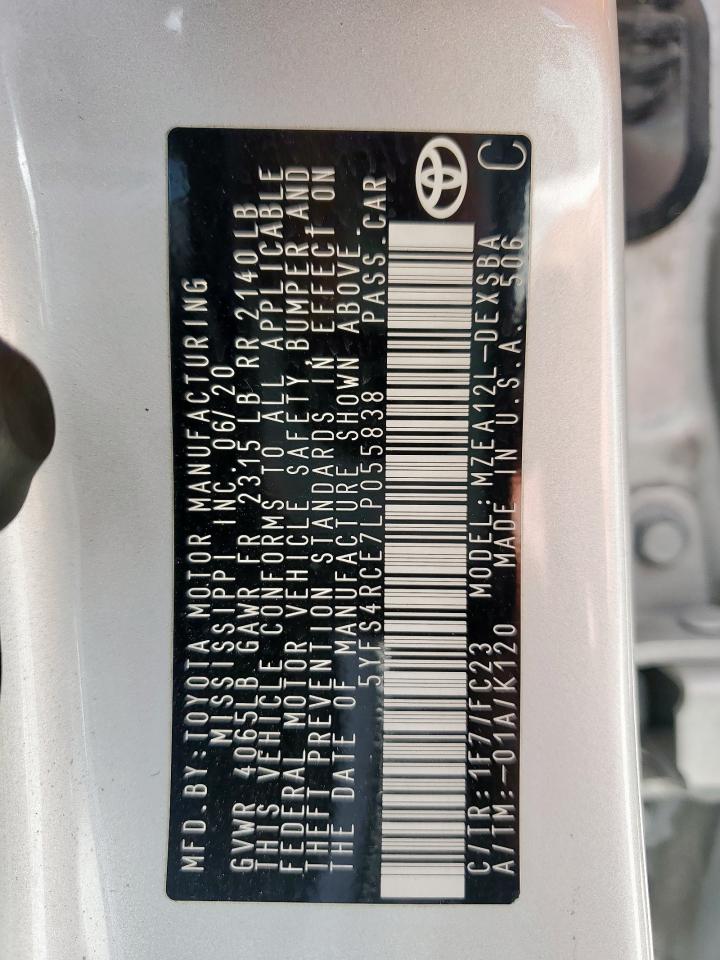 MFD.BY:TOYOTA MOTOR MANUFACTURING
MISSISSIPPI INC. 06/20
GVWR 4065LB GAWR FR 2315LB RR 2140LB
THIS VEHICLE CONFORMS TO ALL APPLICABLE
FEDERAL MOTOR VEHICLE SAFETY, BUMPER AND
THEFT PREVENTION STANDARDS IN EFFECT ON
THE DATE OF MANUFACTURE SHOWN ABOVE.
5YFS4RCE7LP055838 PASS.CAR
C/TR:1F7/FC23 MODEL:MZEA12L-DEXSBA
A/TM:-01A/K120 MADE IN U.S.A. 506 C